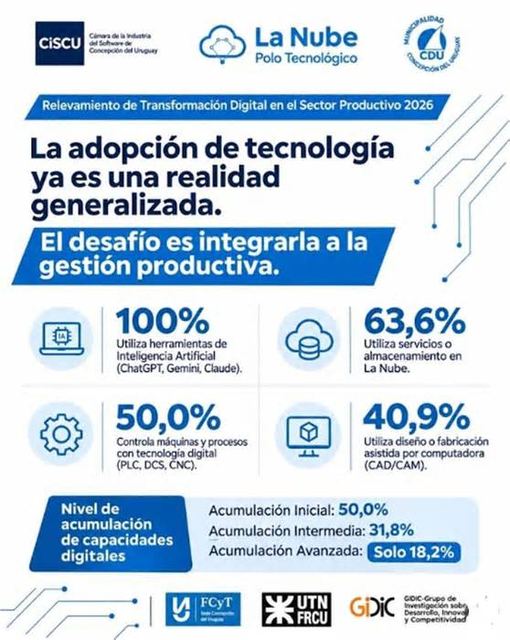 CiSCU
Cámara de la Industria
del Software de
Concepción del Uruguay
La Nube
Polo Tecnológico
MUNICIPALIDAD
CDU
CONCEPCIÓN DEL URUGUAY
Relevamiento de Transformación Digital en el Sector Productivo 2026
La adopción de tecnología
ya es una realidad
generalizada.
El desafío es integrarla a la
gestión productiva.
IA
100%
Utiliza herramientas de
Inteligencia Artificial
(ChatGPT, Gemini, Claude).
63,6%
Utiliza servicios o
almacenamiento en
La Nube.
50,0%
Controla máquinas y procesos
con tecnología digital
(PLC, DCS, CNC).
40,9%
Utiliza diseño o fabricación
asistida por computadora
(CAD/CAM).
Nivel de
acumulación
de capacidades
digitales
Acumulación Inicial: 50,0%
Acumulación Intermedia: 31,8%
Acumulación Avanzada: Solo 18,2%
FCyT
Sede Concepción
del Uruguay
UTN
FRCU
GiDiC
GiDiC-Grupo de
Investigación sobre
Desarrollo, Innovac
y Competitividad